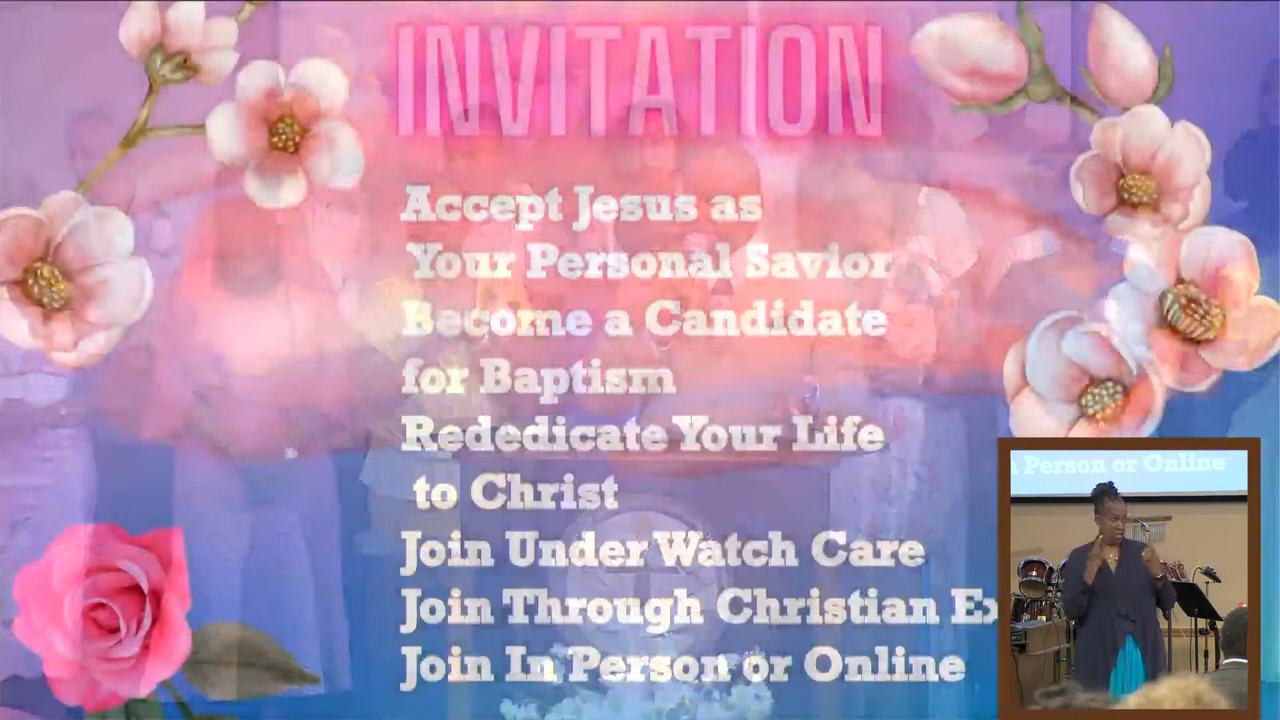 INVITATION
Accept Jesus as
Your Personal Savior
Become a Candidate
for Baptism
Rededicate Your Life
to Christ
Join Under Watch Care
Join Through Christian
Join In Person or Online
Person or Online